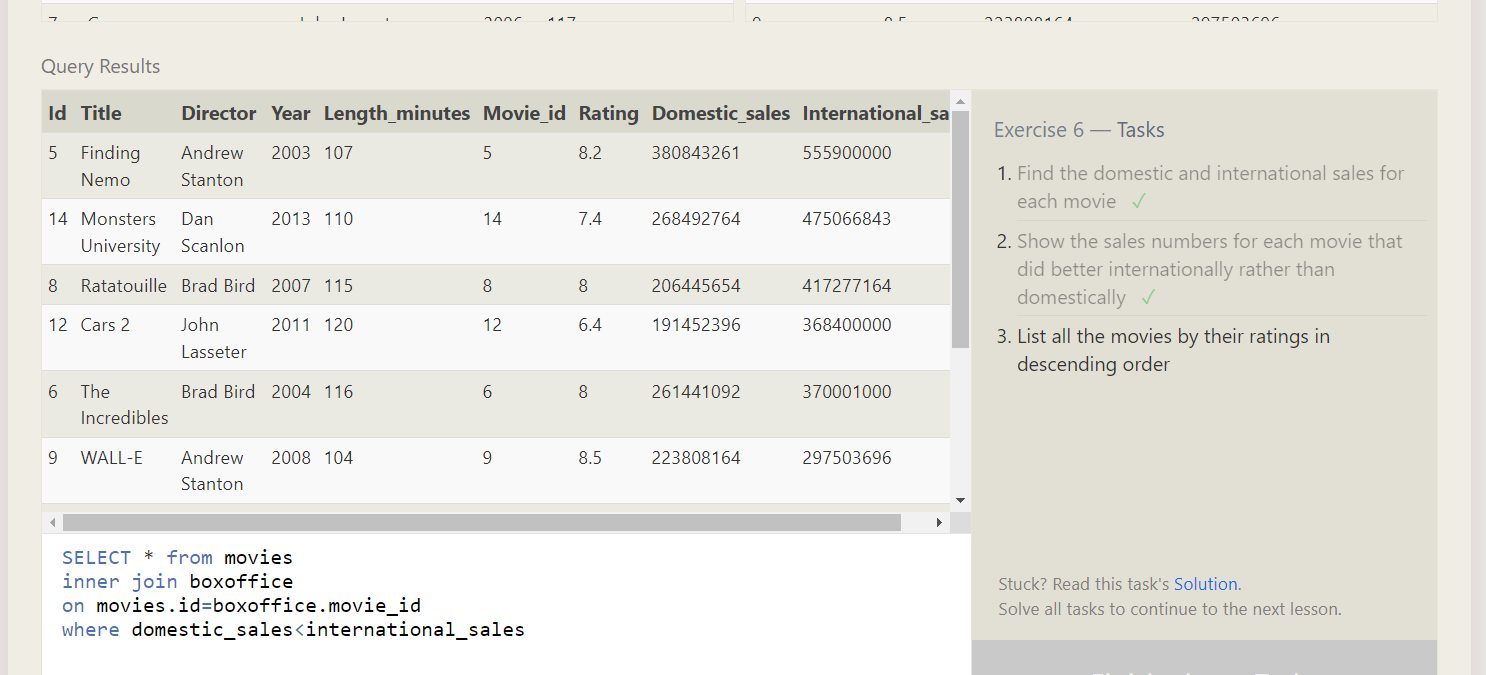 Query Results
Id Title Director Year Length_minutes Movie_id Rating Domestic_sales International_sa
5 Finding Nemo Andrew Stanton 2003 107 5 8.2 380843261 555900000
14 Monsters University Dan Scanlon 2013 110 14 7.4 268492764 475066843
8 Ratatouille Brad Bird 2007 115 8 8 206445654 417277164
12 Cars 2 John Lasseter 2011 120 12 6.4 191452396 368400000
6 The Incredibles Brad Bird 2004 116 6 8 261441092 370001000
9 WALL-E Andrew Stanton 2008 104 9 8.5 223808164 297503696
SELECT * from movies
inner join boxoffice
on movies.id=boxoffice.movie_id
where domestic_sales<international_sales
Exercise 6 — Tasks
1. Find the domestic and international sales for
each movie ✓
2. Show the sales numbers for each movie that
did better internationally rather than
domestically ✓
3. List all the movies by their ratings in
descending order
Stuck? Read this task's Solution.
Solve all tasks to continue to the next lesson.